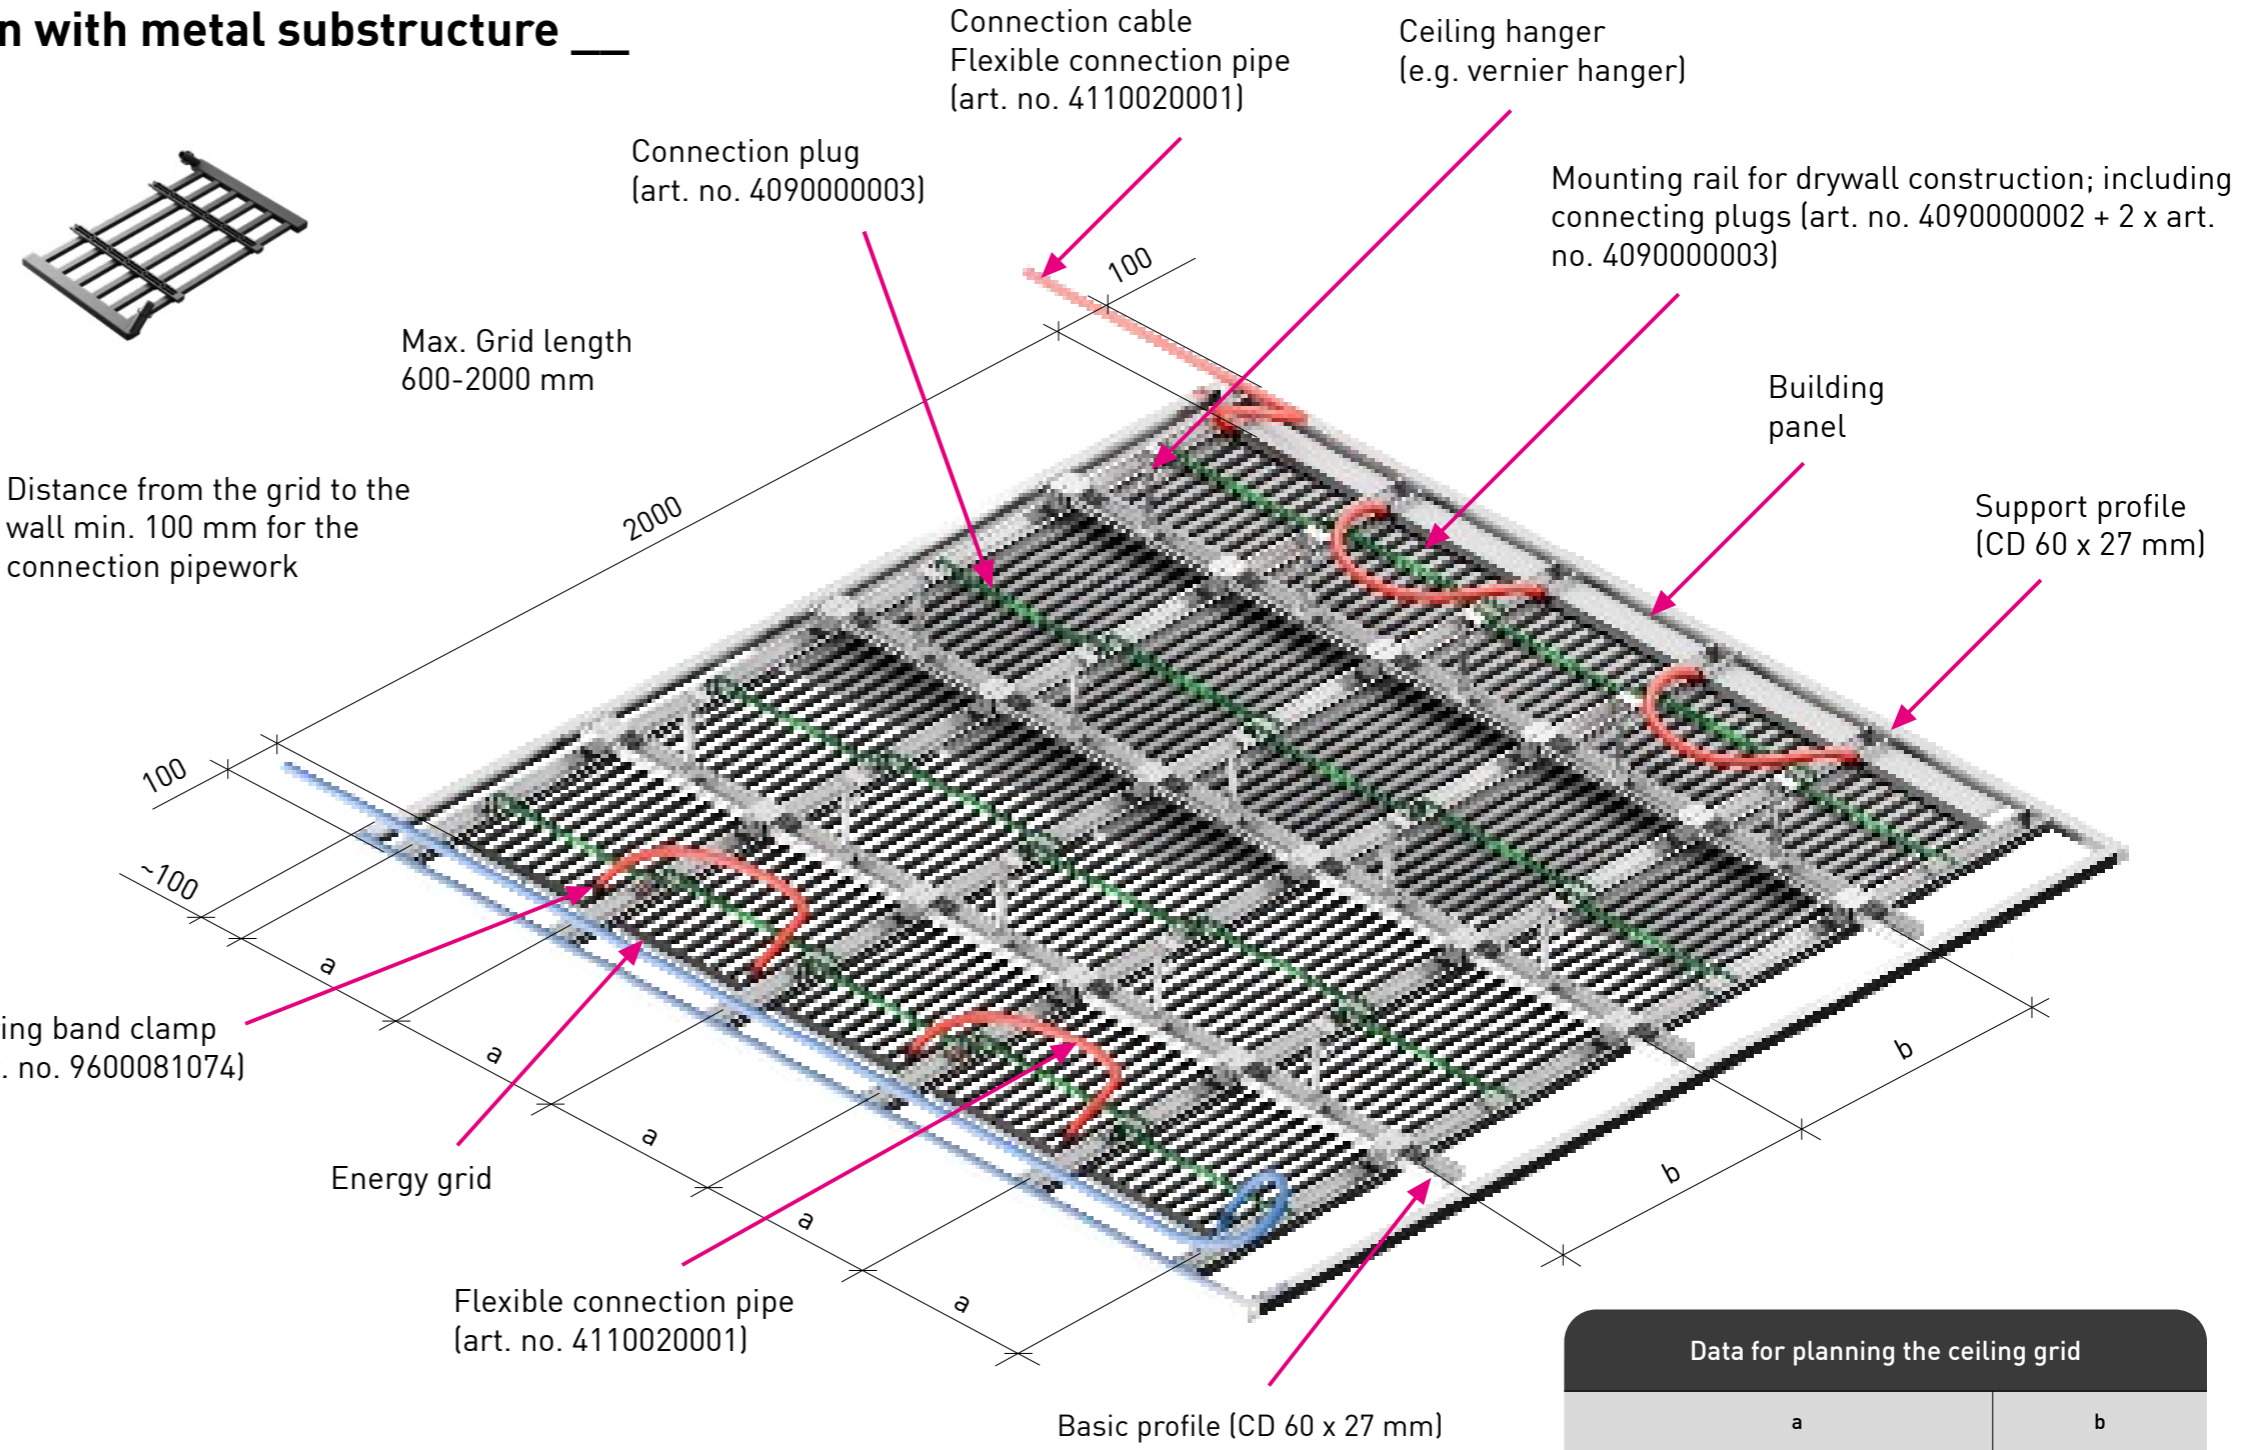 n with metal substructure __
Connection cable
Flexible connection pipe
(art. no. 4110020001)
Ceiling hanger
(e.g. vernier hanger)
Connection plug
(art. no. 4090000003)
Mounting rail for drywall construction; including
connecting plugs (art. no. 4090000002 + 2 x art.
no. 4090000003)
100
Max. Grid length
600-2000 mm
Building
panel
Distance from the grid to the
wall min. 100 mm for the
connection pipework
2000
Support profile
(CD 60 x 27 mm)
100
~100
a
a
a
a
a
b
b
ing band clamp
. no. 9600081074)
Energy grid
Flexible connection pipe
(art. no. 4110020001)
Basic profile (CD 60 x 27 mm)
Data for planning the ceiling grid
a
b